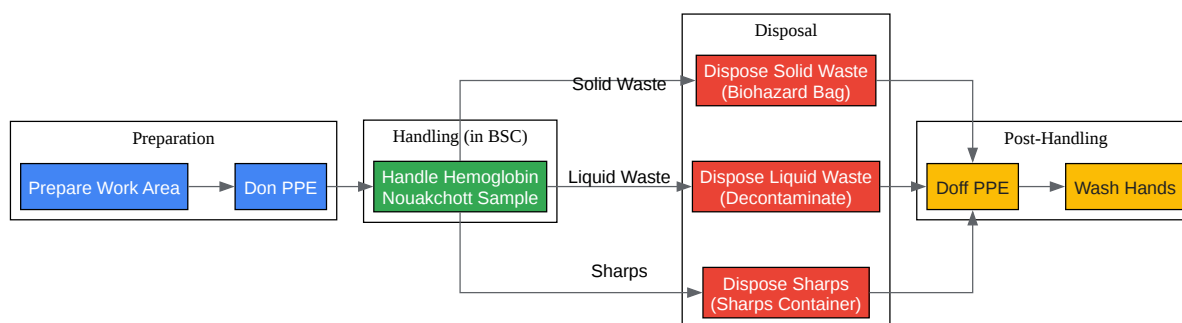 Disposal
Solid Waste
Dispose Solid Waste
(Biohazard Bag)
Preparation
Handling (in BSC)
Post-Handling
Prepare Work Area
Don PPE
Handle Hemoglobin
Nouakchott Sample
Liquid Waste
Dispose Liquid Waste
(Decontaminate)
Doff PPE
Wash Hands
Sharps
Dispose Sharps
(Sharps Container)